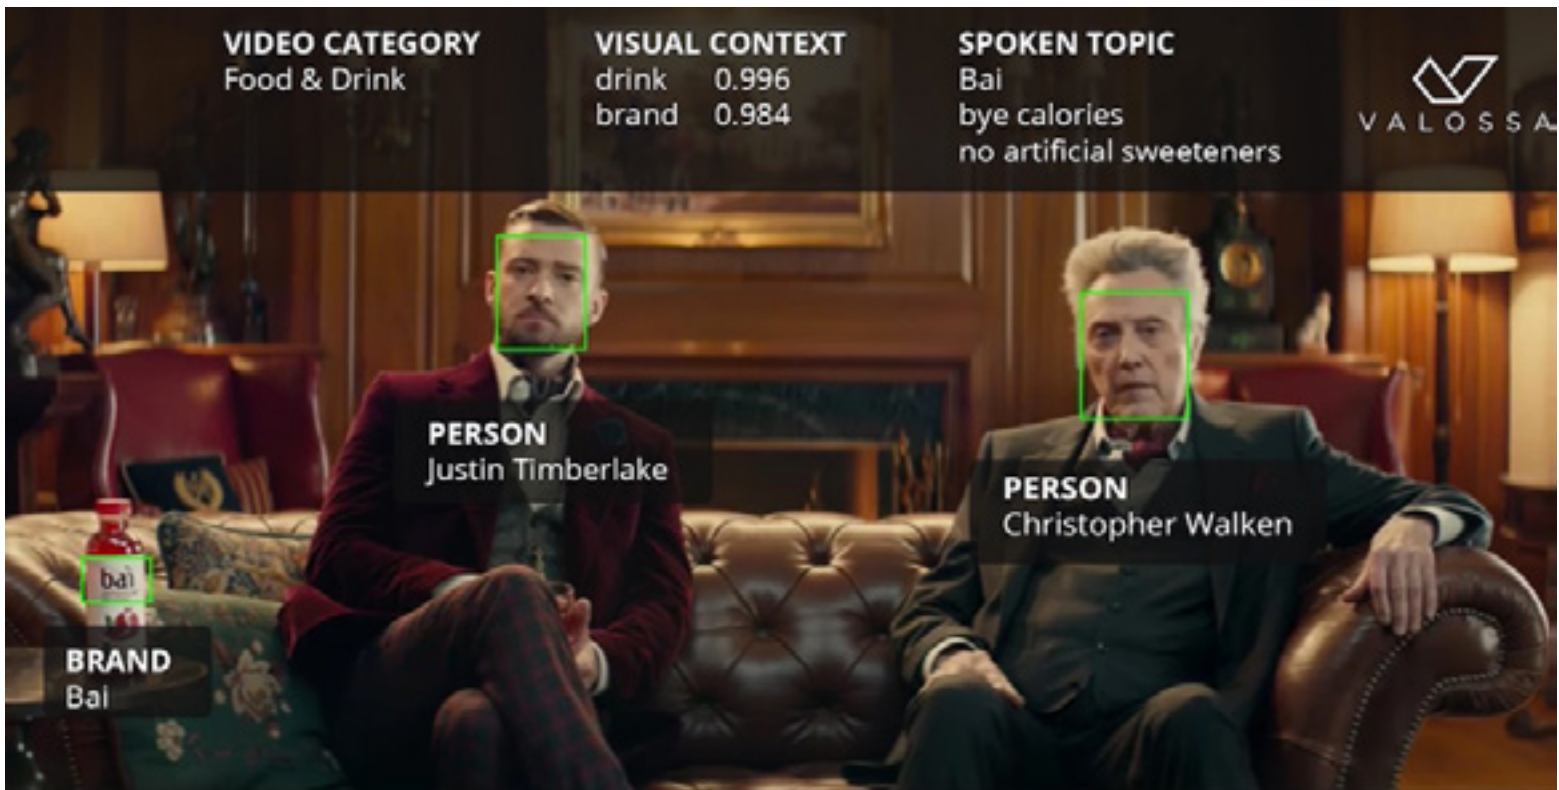 VIDEO CATEGORY
Food & Drink
VISUAL CONTEXT
drink 0.996
brand 0.984
SPOKEN TOPIC
Bai
bye calories
no artificial sweeteners
VALOSSA
PERSON
Justin Timberlake
PERSON
Christopher Walken
bai
BRAND
Bai